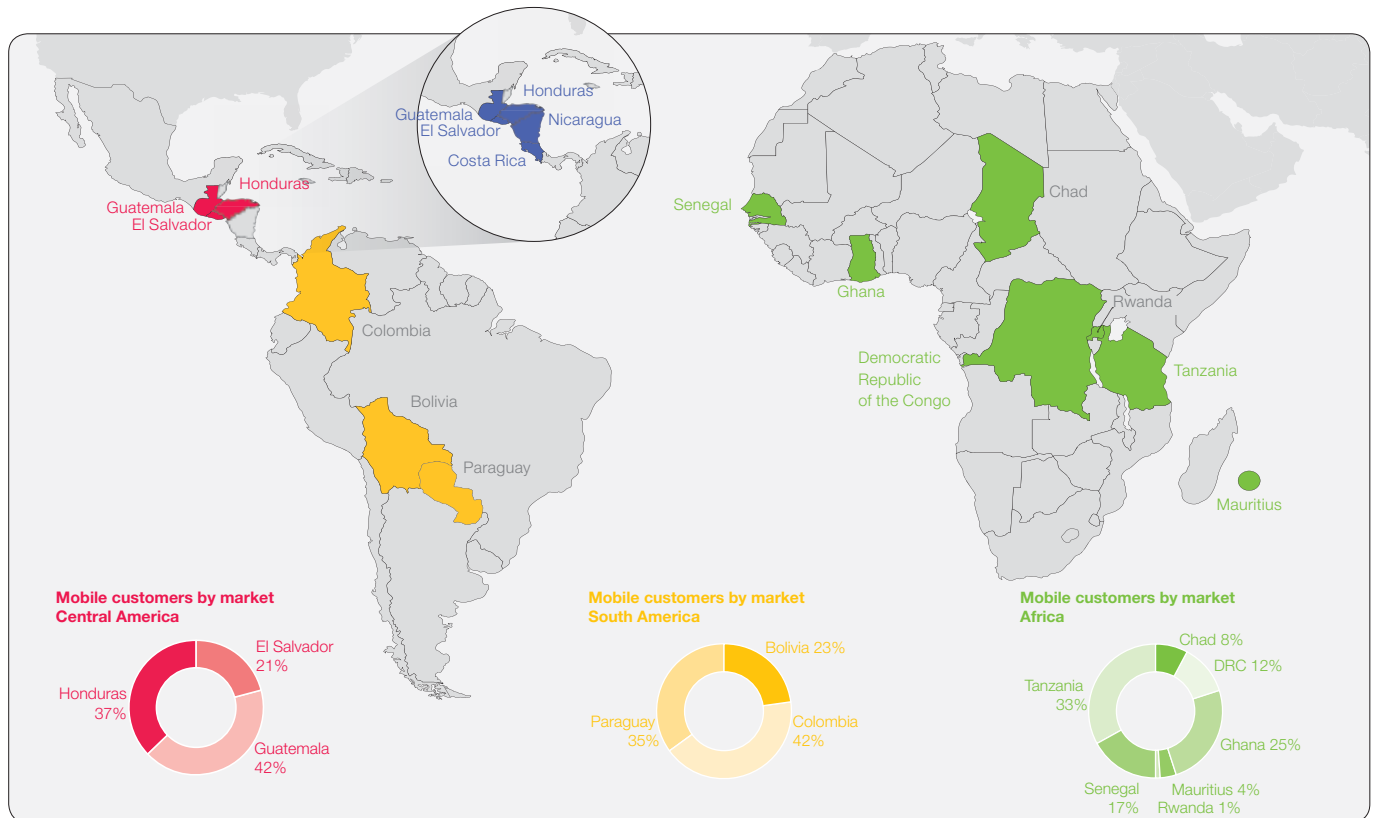 Honduras
Guatemala
El Salvador
Nicaragua
Costa Rica
Honduras
Guatemala
El Salvador
Colombia
Bolivia
Paraguay
Senegal
Chad
Ghana
Rwanda
Democratic
Republic
of the Congo
Tanzania
Mauritius
Mobile customers by market
Central America
El Salvador
21%
Honduras
37%
Guatemala
42%
Mobile customers by market
South America
Bolivia 23%
Paraguay
35%
Colombia
42%
Mobile customers by market
Africa
Chad 8%
DRC 12%
Tanzania
33%
Ghana 25%
Senegal
17%
Mauritius 4%
Rwanda 1%